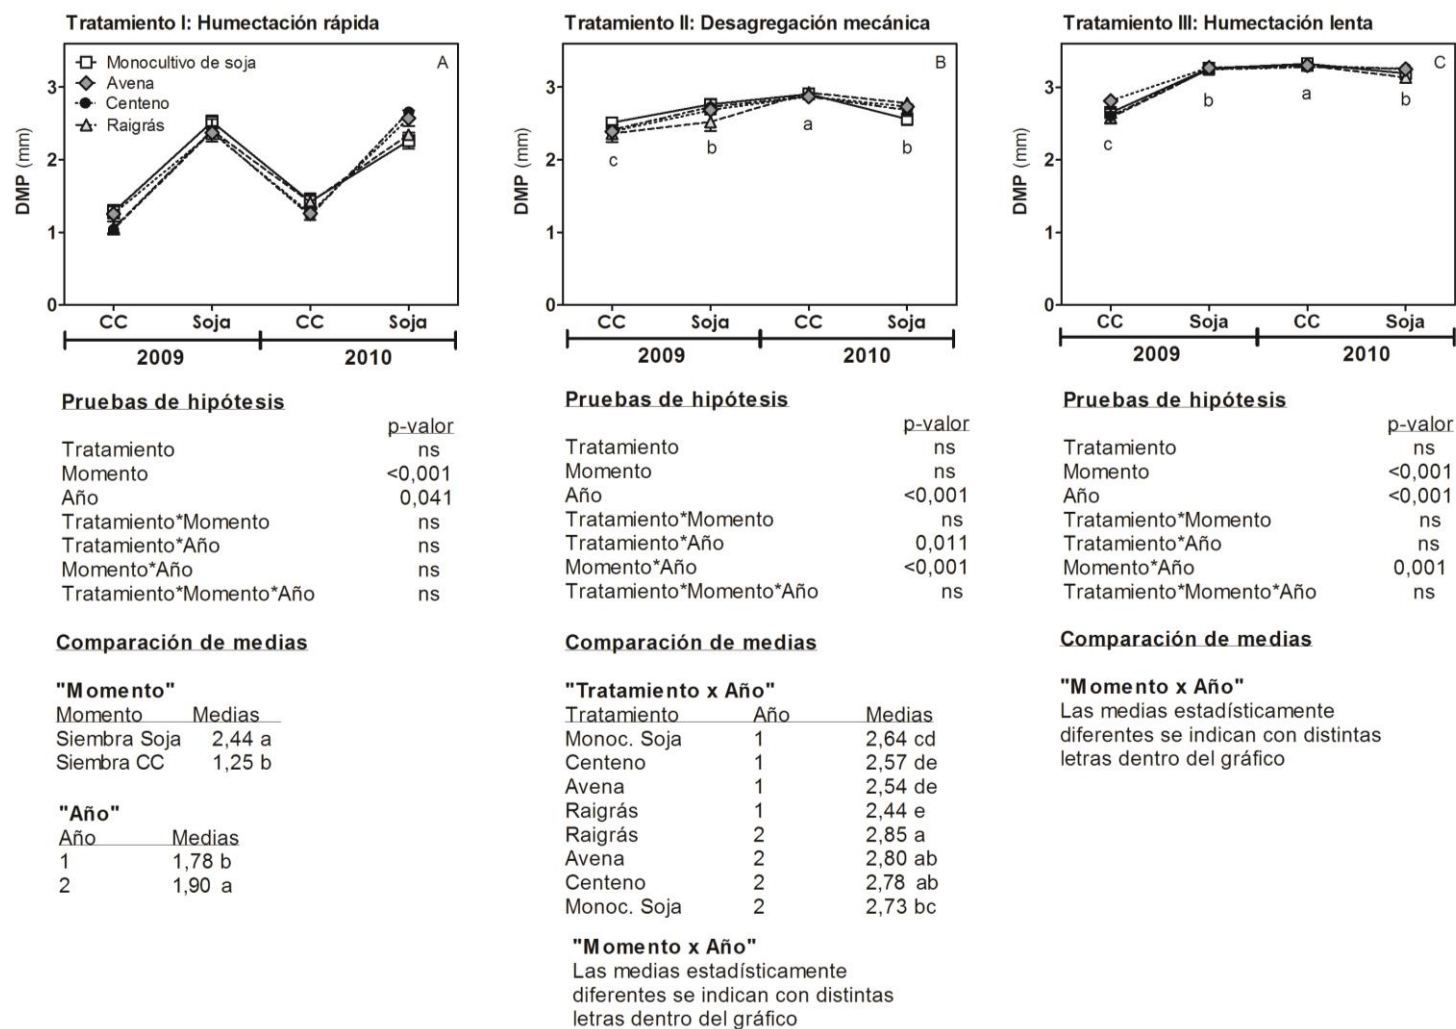 Tratamiento I: Humectación rápida
Monocultivo de soja
Avena
Centeno
Raigrás
A
DMP (mm)
3
2
1
0
CC Soja CC Soja
2009 2010
Pruebas de hipótesis
p-valor
Tratamiento ns
Momento <0,001
Año 0,041
Tratamiento*Momento ns
Tratamiento*Año ns
Momento*Año ns
Tratamiento*Momento*Año ns
Comparación de medias
"Momento"
Momento Medias
Siembra Soja 2,44 a
Siembra CC 1,25 b
"Año"
Año Medias
1 1,78 b
2 1,90 a
Tratamiento II: Desagregación mecánica
B
DMP (mm)
3
2
1
0
c b a b
CC Soja CC Soja
2009 2010
Pruebas de hipótesis
p-valor
Tratamiento ns
Momento ns
Año <0,001
Tratamiento*Momento ns
Tratamiento*Año 0,011
Momento*Año <0,001
Tratamiento*Momento*Año ns
Comparación de medias
"Tratamiento x Año"
Tratamiento Año Medias
Monoc. Soja 1 2,64 cd
Centeno 1 2,57 de
Avena 1 2,54 de
Raigrás 1 2,44 e
Raigrás 2 2,85 a
Avena 2 2,80 ab
Centeno 2 2,78 ab
Monoc. Soja 2 2,73 bc
"Momento x Año"
Las medias estadísticamente
diferentes se indican con distintas
letras dentro del gráfico
Tratamiento III: Humectación lenta
C
DMP (mm)
3
2
1
0
c b a b
CC Soja CC Soja
2009 2010
Pruebas de hipótesis
p-valor
Tratamiento ns
Momento <0,001
Año <0,001
Tratamiento*Momento ns
Tratamiento*Año ns
Momento*Año 0,001
Tratamiento*Momento*Año ns
Comparación de medias
"Momento x Año"
Las medias estadísticamente
diferentes se indican con distintas
letras dentro del gráfico